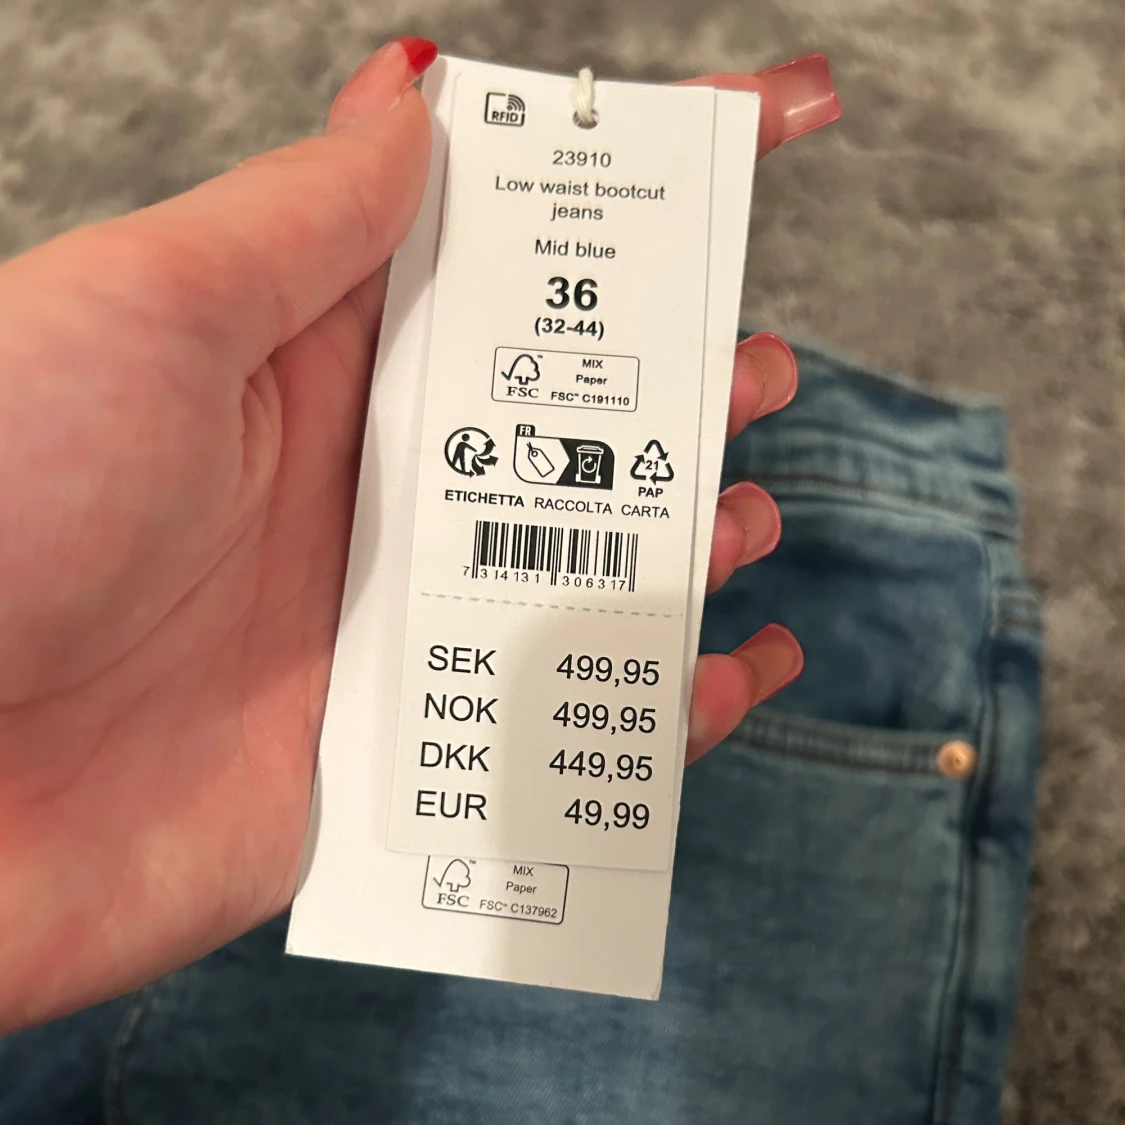 RFID
23910
Low waist bootcut
jeans
Mid blue
36
(32-44)
FSC™
MIX
Paper
FSC™ C191110
FR
21
PAP
ETICHETTA RACCOLTA CARTA
7 314131 306317
SEK 499,95
NOK 499,95
DKK 449,95
EUR 49,99
FSC™
MIX
Paper
FSC™ C137962